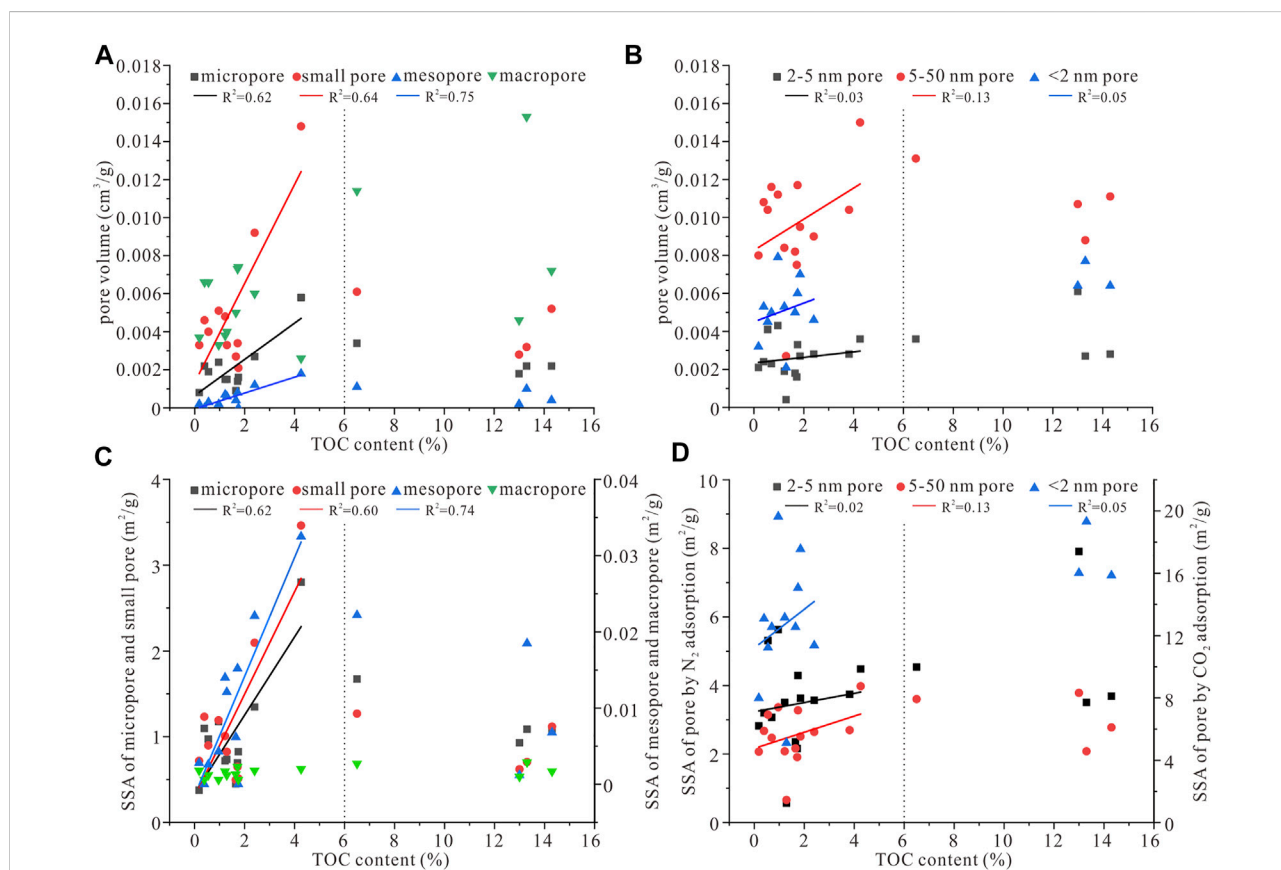 A
micropore small pore mesopore macropore
R²=0.62 R²=0.64 R²=0.75
0.018
0.016
0.014
0.012
0.010
0.008
0.006
0.004
0.002
0
pore volume (cm³/g)
0 2 4 6 8 10 12 14 16
TOC content (%)
B
2-5 nm pore 5-50 nm pore <2 nm pore
R²=0.03 R²=0.13 R²=0.05
0.018
0.016
0.014
0.012
0.010
0.008
0.006
0.004
0.002
0
pore volume (cm³/g)
0 2 4 6 8 10 12 14 16
TOC content (%)
C
micropore small pore mesopore macropore
R²=0.62 R²=0.60 R²=0.74
4
3
2
1
0
SSA of micropore and small pore (m²/g)
0.04
0.03
0.02
0.01
0
SSA of mesopore and macropore (m²/g)
0 2 4 6 8 10 12 14 16
TOC content (%)
D
2-5 nm pore 5-50 nm pore <2 nm pore
R²=0.02 R²=0.13 R²=0.05
10
8
6
4
2
0
SSA of pore by N₂ adsorption (m²/g)
20
16
12
8
4
0
SSA of pore by CO₂ adsorption (m²/g)
0 2 4 6 8 10 12 14 16
TOC content (%)